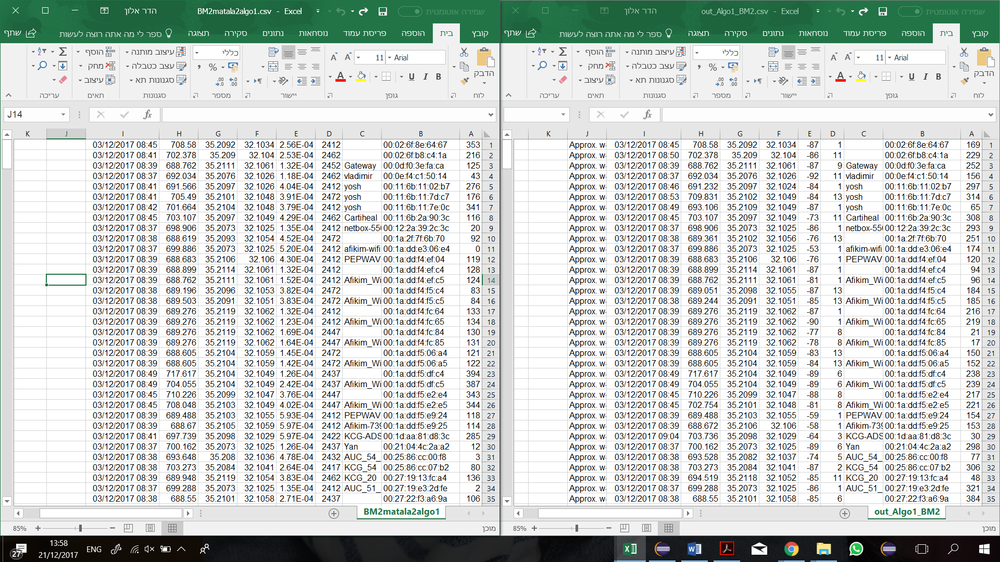 הדר אלון
BM2matala2algo1.csv - Excel
שמירה אוטומטית
קובץ בית הוספה פריסת עמוד נוסחאות נתונים סקירה תצוגה ספר לי מה אתה רוצה לעשות שתף
הדבק
Arial 11
כללי
עיצוב מותנה
עצב כטבלה
סגנונות תא
הוסף
מחק
עיצוב
לוח גופן יישור מספר סגנונות תאים עריכה
J14
fx
K J I H G F E D C B A
03/12/2017 08:45 708.58 35.2092 32.1034 2.56E-04 2412 00:02:6f:8e:64:67 353 1
03/12/2017 08:41 702.378 35.209 32.104 2.53E-04 2462 00:02:6f:b8:c4:1a 216 2
03/12/2017 08:39 688.762 35.2111 32.1061 1.32E-04 2452 Gateway 00:0d:f0:3e:fa:ca 125 3
03/12/2017 08:37 692.034 35.2076 32.1026 1.18E-04 2462 vladimir 00:0e:f4:c1:50:14 43 4
03/12/2017 08:41 691.566 35.2097 32.1026 4.04E-04 2412 yosh 00:11:6b:11:02:b7 276 5
03/12/2017 08:41 705.49 35.2101 32.1048 3.91E-04 2472 yosh 00:11:6b:11:7d:c7 176 6
03/12/2017 08:42 701.664 35.2104 32.1048 3.79E-04 2412 yosh 00:11:6b:11:7e:0c 341 7
03/12/2017 08:45 703.107 35.2097 32.1049 4.29E-04 2462 Cartiheal 00:11:6b:2a:90:3c 116 8
03/12/2017 08:37 698.906 35.2073 32.1025 1.35E-04 2412 netbox-550 00:12:2a:39:2c:3c 20 9
03/12/2017 08:38 688.619 35.2093 32.1054 4.52E-04 2472 00:1a:2f:7f:6b:70 92 10
03/12/2017 08:37 699.886 35.2073 32.1025 5.20E-04 2412 afikim-wifi 00:1a:dd:e3:06:e4 0 11
03/12/2017 08:39 688.683 35.2106 32.106 4.30E-04 2412 PEPWAV 00:1a:dd:f4:ef:04 119 12
03/12/2017 08:39 688.899 35.2114 32.1061 1.32E-04 2412 00:1a:dd:f4:ef:c4 128 13
03/12/2017 08:39 688.762 35.2111 32.1061 1.52E-04 2412 Afikim_Wi 00:1a:dd:f4:ef:c5 124 14
03/12/2017 08:38 689.196 35.2096 32.1053 3.82E-04 2472 00:1a:dd:f4:f5:c4 83 15
03/12/2017 08:38 689.503 35.2091 32.1051 3.83E-04 2472 Afikim_Wi 00:1a:dd:f4:f5:c5 84 16
03/12/2017 08:39 689.276 35.2119 32.1062 1.32E-04 2412 00:1a:dd:f4:fc:64 133 17
03/12/2017 08:39 689.276 35.2119 32.1062 1.23E-04 2412 Afikim_Wi 00:1a:dd:f4:fc:65 134 18
03/12/2017 08:39 689.276 35.2119 32.1062 1.69E-04 2447 00:1a:dd:f4:fc:84 130 19
03/12/2017 08:39 689.276 35.2119 32.1062 1.64E-04 2447 Afikim_Wi 00:1a:dd:f4:fc:85 131 20
03/12/2017 08:39 688.605 35.2104 32.1059 1.45E-04 2472 00:1a:dd:f5:06:a4 121 21
03/12/2017 08:39 688.605 35.2104 32.1059 1.42E-04 2472 Afikim_Wi 00:1a:dd:f5:06:a5 122 22
03/12/2017 08:49 717.617 35.2104 32.1049 1.26E-04 2437 00:1a:dd:f5:df:c4 394 23
03/12/2017 08:49 704.055 35.2104 32.1049 2.42E-04 2437 Afikim_Wi 00:1a:dd:f5:df:c5 387 24
03/12/2017 08:45 710.226 35.2099 32.1047 3.76E-04 2447 00:1a:dd:f5:e2:e4 343 25
03/12/2017 08:45 708.048 35.2103 32.1049 4.02E-04 2447 Afikim_Wi 00:1a:dd:f5:e2:e5 344 26
03/12/2017 08:39 689.488 35.2103 32.1055 5.93E-04 2412 PEPWAV 00:1a:dd:f5:e9:24 118 27
03/12/2017 08:39 688.67 35.2105 32.1059 5.97E-04 2412 Afikim-739 00:1a:dd:f5:e9:25 114 28
03/12/2017 08:41 697.739 35.2098 32.1029 5.97E-04 2422 KCG-ADS 00:1d:aa:81:d8:3c 285 29
03/12/2017 08:37 700.162 35.2073 32.1025 1.26E-04 2437 Yan 00:21:04:4c:2a:a2 12 30
03/12/2017 08:38 693.648 35.208 32.1036 4.78E-04 2432 AUC_54_ 00:25:86:cc:00:f8 3 31
03/12/2017 08:38 703.273 35.2084 32.1041 2.64E-04 2417 KCG_54 00:25:86:cc:07:b2 80 32
03/12/2017 08:39 689.948 35.2119 32.1054 3.83E-04 2462 KCG_20 00:27:19:13:fc:a4 136 33
03/12/2017 08:37 699.288 35.2073 32.1025 1.35E-04 2412 AUC_51_ 00:27:19:e3:2d:fe 2 34
03/12/2017 08:38 688.55 35.2101 32.1058 2.71E-04 2437 00:27:22:f3:a6:9a 106 35
BM2matala2algo1
85%
מוכן
הדר אלון
out_Algo1_BM2.csv - Excel
שמירה אוטומטית
קובץ בית הוספה פריסת עמוד נוסחאות נתונים סקירה תצוגה ספר לי מה אתה רוצה לעשות שתף
הדבק
Arial 11
כללי
עיצוב מותנה
עצב כטבלה
סגנונות תא
הוסף
מחק
עיצוב
לוח גופן יישור מספר סגנונות תאים עריכה
fx
K J I H G F E D C B A
Approx. w- 03/12/2017 08:45 708.58 35.2092 32.1034 -87 1 00:02:6f:8e:64:67 169 1
Approx. w- 03/12/2017 08:50 702.378 35.209 32.104 -86 11 00:02:6f:b8:c4:1a 229 2
Approx. w- 03/12/2017 08:39 688.762 35.2111 32.1061 -87 9 Gateway 00:0d:f0:3e:fa:ca 252 3
Approx. w- 03/12/2017 08:37 692.034 35.2076 32.1026 -92 11 vladimir 00:0e:f4:c1:50:14 156 4
Approx. w- 03/12/2017 08:46 691.232 35.2097 32.1024 -84 1 yosh 00:11:6b:11:02:b7 297 5
Approx. w- 03/12/2017 08:53 709.831 35.2102 32.1049 -84 13 yosh 00:11:6b:11:7d:c7 314 6
Approx. w- 03/12/2017 08:49 693.106 35.2109 32.1049 -87 1 yosh 00:11:6b:11:7e:0c 65 7
Approx. w- 03/12/2017 08:45 703.107 35.2097 32.1049 -73 11 Cartiheal 00:11:6b:2a:90:3c 308 8
Approx. w- 03/12/2017 08:37 698.906 35.2073 32.1025 -86 1 netbox-550 00:12:2a:39:2c:3c 293 9
Approx. w- 03/12/2017 08:38 689.361 35.2102 32.1056 -76 13 00:1a:2f:7f:6b:70 251 10
Approx. w- 03/12/2017 08:37 699.886 35.2073 32.1025 -53 1 afikim-wifi 00:1a:dd:e3:06:e4 174 11
Approx. w- 03/12/2017 08:39 688.683 35.2106 32.106 -76 1 PEPWAV 00:1a:dd:f4:ef:04 120 12
Approx. w- 03/12/2017 08:39 688.899 35.2114 32.1061 -87 1 00:1a:dd:f4:ef:c4 94 13
Approx. w- 03/12/2017 08:39 688.762 35.2111 32.1061 -81 1 Afikim_Wi 00:1a:dd:f4:ef:c5 96 14
Approx. w- 03/12/2017 08:39 689.051 35.2098 32.1055 -87 13 00:1a:dd:f4:f5:c4 184 15
Approx. w- 03/12/2017 08:38 689.244 35.2091 32.1051 -85 13 Afikim_Wi 00:1a:dd:f4:f5:c5 185 16
Approx. w- 03/12/2017 08:39 689.276 35.2119 32.1062 -87 1 00:1a:dd:f4:fc:64 216 17
Approx. w- 03/12/2017 08:39 689.276 35.2119 32.1062 -90 1 Afikim_Wi 00:1a:dd:f4:fc:65 219 18
Approx. w- 03/12/2017 08:39 689.276 35.2119 32.1062 -77 8 00:1a:dd:f4:fc:84 21 19
Approx. w- 03/12/2017 08:39 689.276 35.2119 32.1062 -78 8 Afikim_Wi 00:1a:dd:f4:fc:85 17 20
Approx. w- 03/12/2017 08:39 688.605 35.2104 32.1059 -83 13 00:1a:dd:f5:06:a4 150 21
Approx. w- 03/12/2017 08:39 688.605 35.2104 32.1059 -84 13 Afikim_Wi 00:1a:dd:f5:06:a5 152 22
Approx. w- 03/12/2017 08:49 717.617 35.2104 32.1049 -89 6 00:1a:dd:f5:df:c4 238 23
Approx. w- 03/12/2017 08:49 704.055 35.2104 32.1049 -89 6 Afikim_Wi 00:1a:dd:f5:df:c5 239 24
Approx. w- 03/12/2017 08:45 710.226 35.2099 32.1047 -88 8 00:1a:dd:f5:e2:e4 217 25
Approx. w- 03/12/2017 08:45 702.754 35.2101 32.1048 -81 8 Afikim_Wi 00:1a:dd:f5:e2:e5 221 26
Approx. w- 03/12/2017 08:39 689.488 35.2103 32.1055 -59 1 PEPWAV 00:1a:dd:f5:e9:24 154 27
Approx. w- 03/12/2017 08:39 688.672 35.2106 32.106 -58 1 Afikim-739 00:1a:dd:f5:e9:25 153 28
Approx. w- 03/12/2017 09:04 703.736 35.2098 32.1029 -64 3 KCG-ADS 00:1d:aa:81:d8:3c 30 29
Approx. w- 03/12/2017 08:37 700.162 35.2073 32.1025 -89 6 Yan 00:21:04:4c:2a:a2 298 30
Approx. w- 03/12/2017 08:38 693.528 35.2082 32.1037 -74 5 AUC_54_ 00:25:86:cc:00:f8 77 31
Approx. w- 03/12/2017 08:38 703.273 35.2084 32.1041 -87 2 KCG_54 00:25:86:cc:07:b2 306 32
Approx. w- 03/12/2017 08:39 694.519 35.2118 32.1052 -85 11 KCG_20 00:27:19:13:fc:a4 48 33
Approx. w- 03/12/2017 08:37 699.288 35.2073 32.1025 -86 1 AUC_51_ 00:27:19:e3:2d:fe 321 34
Approx. w- 03/12/2017 08:38 688.55 35.2101 32.1058 -85 6 00:27:22:f3:a6:9a 384 35
out_Algo1_BM2
85%
מוכן
27
13:58
21/12/2017
ENG